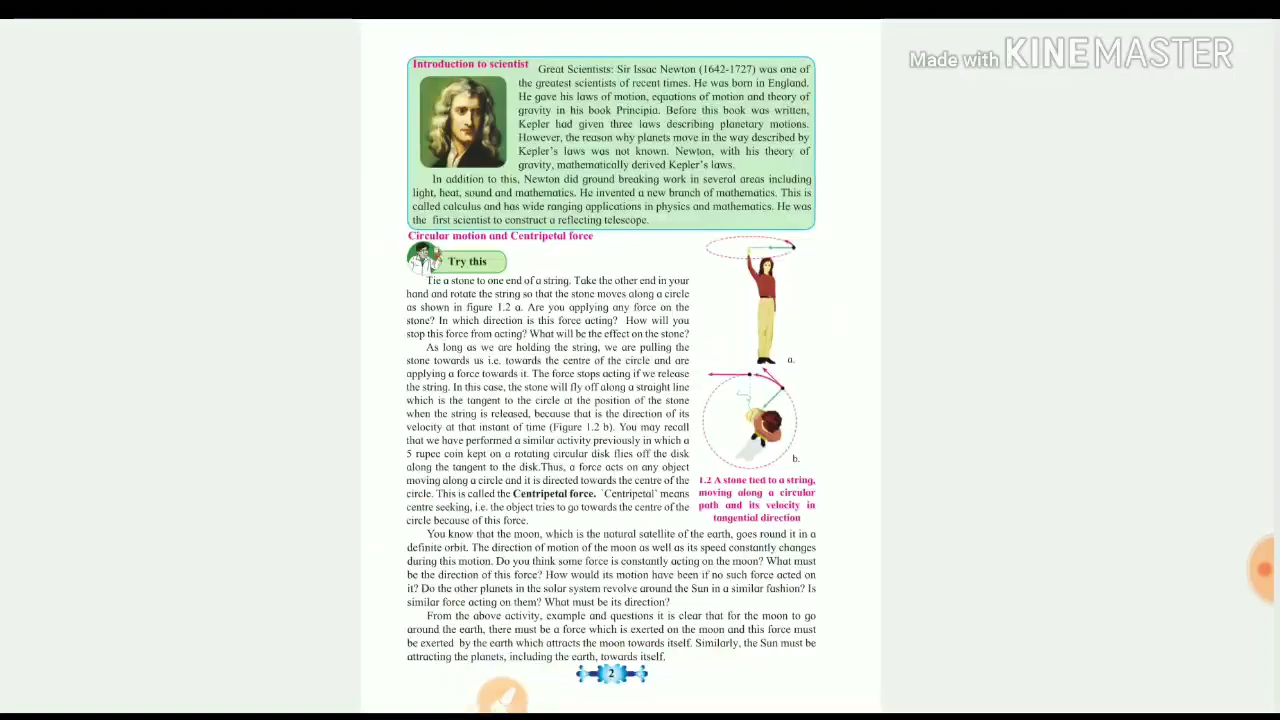 Made with KINEMASTER
Introduction to scientist
Great Scientists: Sir Issac Newton (1642-1727) was one of
the greatest scientists of recent times. He was born in England.
He gave his laws of motion, equations of motion and theory of
gravity in his book Principia. Before this book was written,
Kepler had given three laws describing planetary motions.
However, the reason why planets move in the way described by
Kepler's laws was not known. Newton, with his theory of
gravity, mathematically derived Kepler's laws.
In addition to this, Newton did ground breaking work in several areas including
light, heat, sound and mathematics. He invented a new branch of mathematics. This is
called calculus and has wide ranging applications in physics and mathematics. He was
the first scientist to construct a reflecting telescope.
Circular motion and Centripetal force
Try this
Tie a stone to one end of a string. Take the other end in your
hand and rotate the string so that the stone moves along a circle
as shown in figure 1.2 a. Are you applying any force on the
stone? In which direction is this force acting? How will you
stop this force from acting? What will be the effect on the stone?
As long as we are holding the string, we are pulling the
stone towards us i.e. towards the centre of the circle and are
applying a force towards it. The force stops acting if we release
the string. In this case, the stone will fly off along a straight line
which is the tangent to the circle at the position of the stone
when the string is released, because that is the direction of its
velocity at that instant of time (Figure 1.2 b). You may recall
that we have performed a similar activity previously in which a
5 rupee coin kept on a rotating circular disk flies off the disk
along the tangent to the disk.Thus, a force acts on any object
moving along a circle and it is directed towards the centre of the
circle. This is called the Centripetal force. 'Centripetal' means
centre seeking, i.e. the object tries to go towards the centre of the
circle because of this force.
a.
b.
1.2 A stone tied to a string,
moving along a circular
path and its velocity in
tangential direction
You know that the moon, which is the natural satellite of the earth, goes round it in a
definite orbit. The direction of motion of the moon as well as its speed constantly changes
during this motion. Do you think some force is constantly acting on the moon? What must
be the direction of this force? How would its motion have been if no such force acted on
it? Do the other planets in the solar system revolve around the Sun in a similar fashion? Is
similar force acting on them? What must be its direction?
From the above activity, example and questions it is clear that for the moon to go
around the earth, there must be a force which is exerted on the moon and this force must
be exerted by the earth which attracts the moon towards itself. Similarly, the Sun must be
attracting the planets, including the earth, towards itself.
2